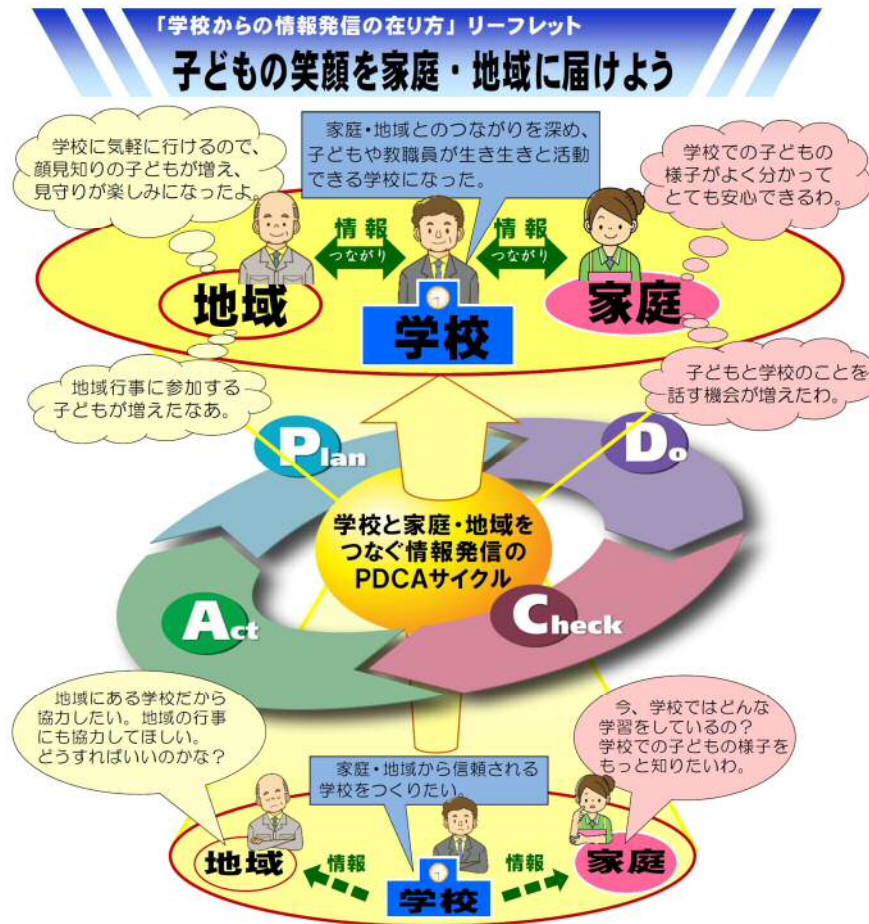 「学校からの情報発信の在り方」リーフレット
子どもの笑顔を家庭・地域に届けよう
学校に気軽に行けるので、
顔見知りの子どもが増え、
見守りが楽しみになったよ。
家庭・地域とのつながりを深め、
子どもや教職員が生き生きと活動
できる学校になった。
学校での子どもの
様子がよく分かって
とても安心できるわ。
情報
つながり
情報
つながり
地域
学校
家庭
地域行事に参加する
子どもが増えたなあ。
子どもと学校のことを
話す機会が増えたわ。
Plan
Do
学校と家庭・地域を
つなぐ情報発信の
PDCAサイクル
Act
Check
地域にある学校だから
協力したい。地域の行事
にも協力してほしい。
どうすればいいのかな？
家庭・地域から信頼される
学校をつくりたい。
今、学校ではどんな
学習をしているの？
学校での子どもの様子を
もっと知りたいわ。
地域
情報
学校
情報
家庭